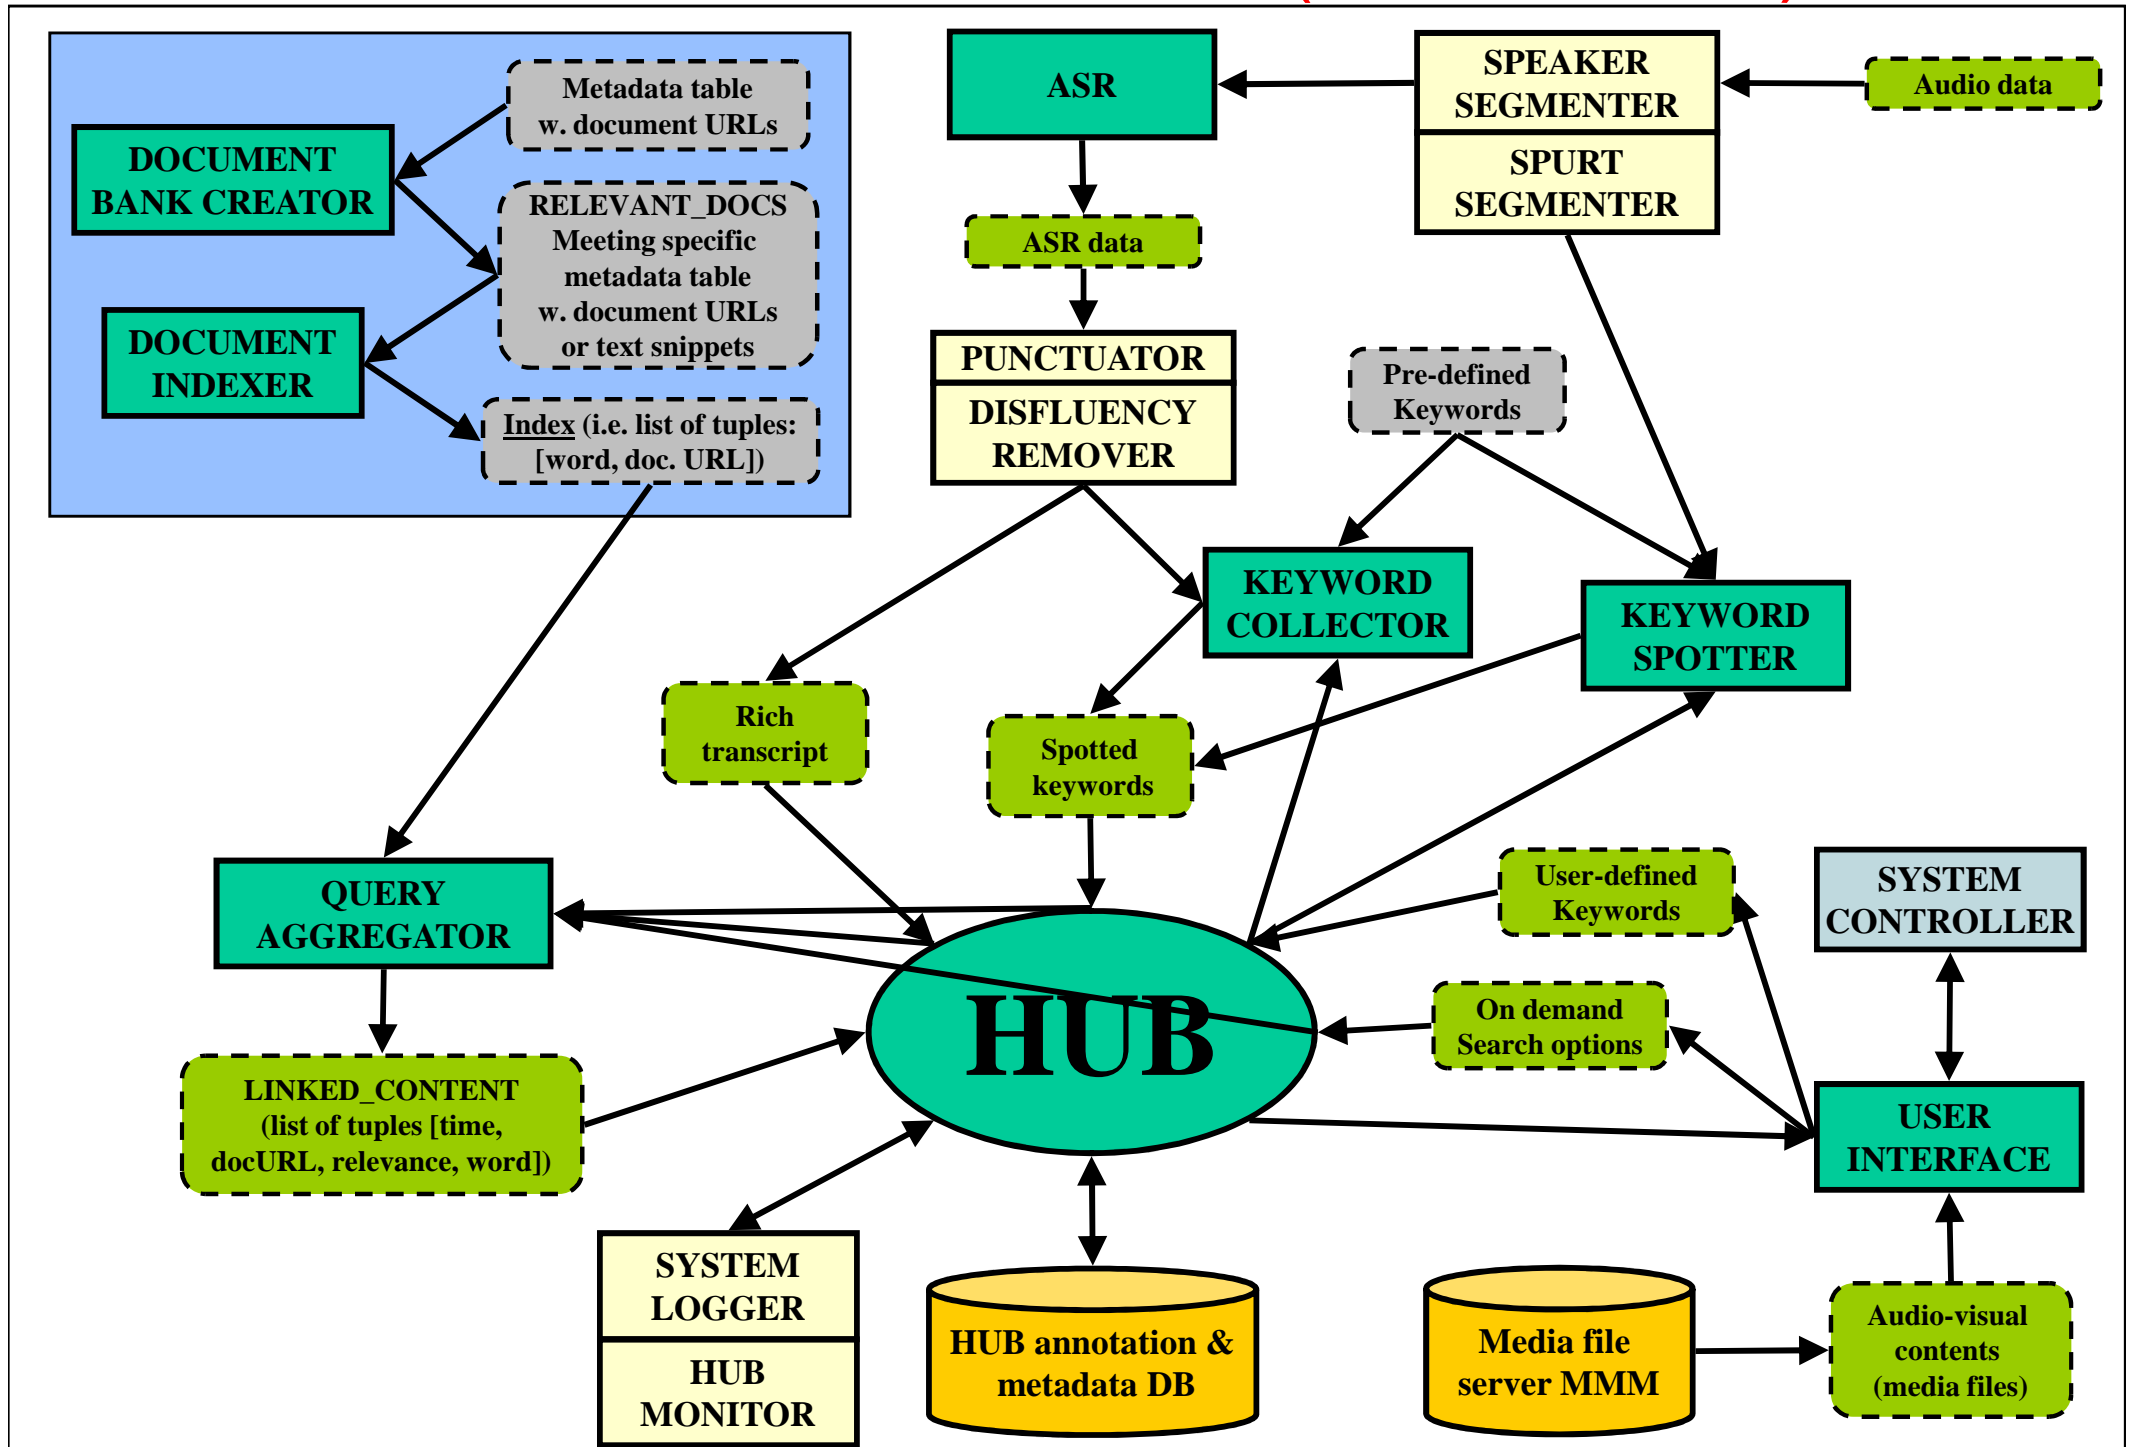 Metadata table
w. document URLs
DOCUMENT
BANK CREATOR
RELEVANT_DOCS
Meeting specific
metadata table
w. document URLs
or text snippets
DOCUMENT
INDEXER
Index (i.e. list of tuples:
[word, doc. URL])
ASR
SPEAKER
SEGMENTER
SPURT
SEGMENTER
Audio data
ASR data
PUNCTUATOR
DISFLUENCY
REMOVER
Pre-defined
Keywords
KEYWORD
COLLECTOR
KEYWORD
SPOTTER
Rich
transcript
Spotted
keywords
QUERY
AGGREGATOR
User-defined
Keywords
SYSTEM
CONTROLLER
HUB
On demand
Search options
LINKED_CONTENT
(list of tuples [time,
docURL, relevance, word])
USER
INTERFACE
SYSTEM
LOGGER
HUB
MONITOR
HUB annotation &
metadata DB
Media file
server MMM
Audio-visual
contents
(media files)